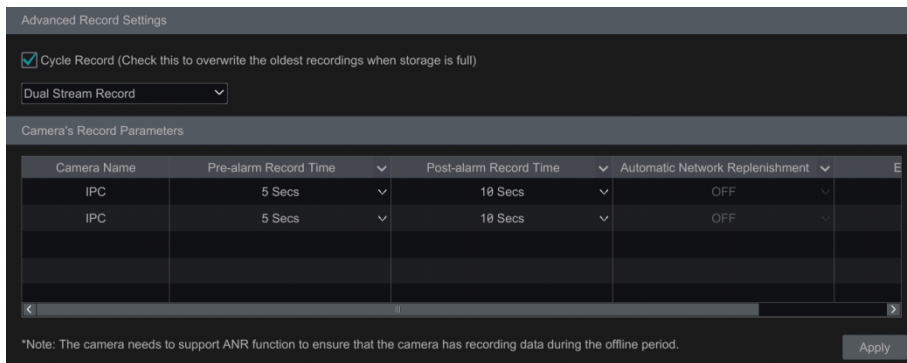 Advanced Record Settings
Cycle Record (Check this to overwrite the oldest recordings when storage is full)
Dual Stream Record
Camera's Record Parameters
Camera Name Pre-alarm Record Time Post-alarm Record Time Automatic Network Replenishment E
IPC 5 Secs 10 Secs OFF
IPC 5 Secs 10 Secs OFF
*Note: The camera needs to support ANR function to ensure that the camera has recording data during the offline period.
Apply